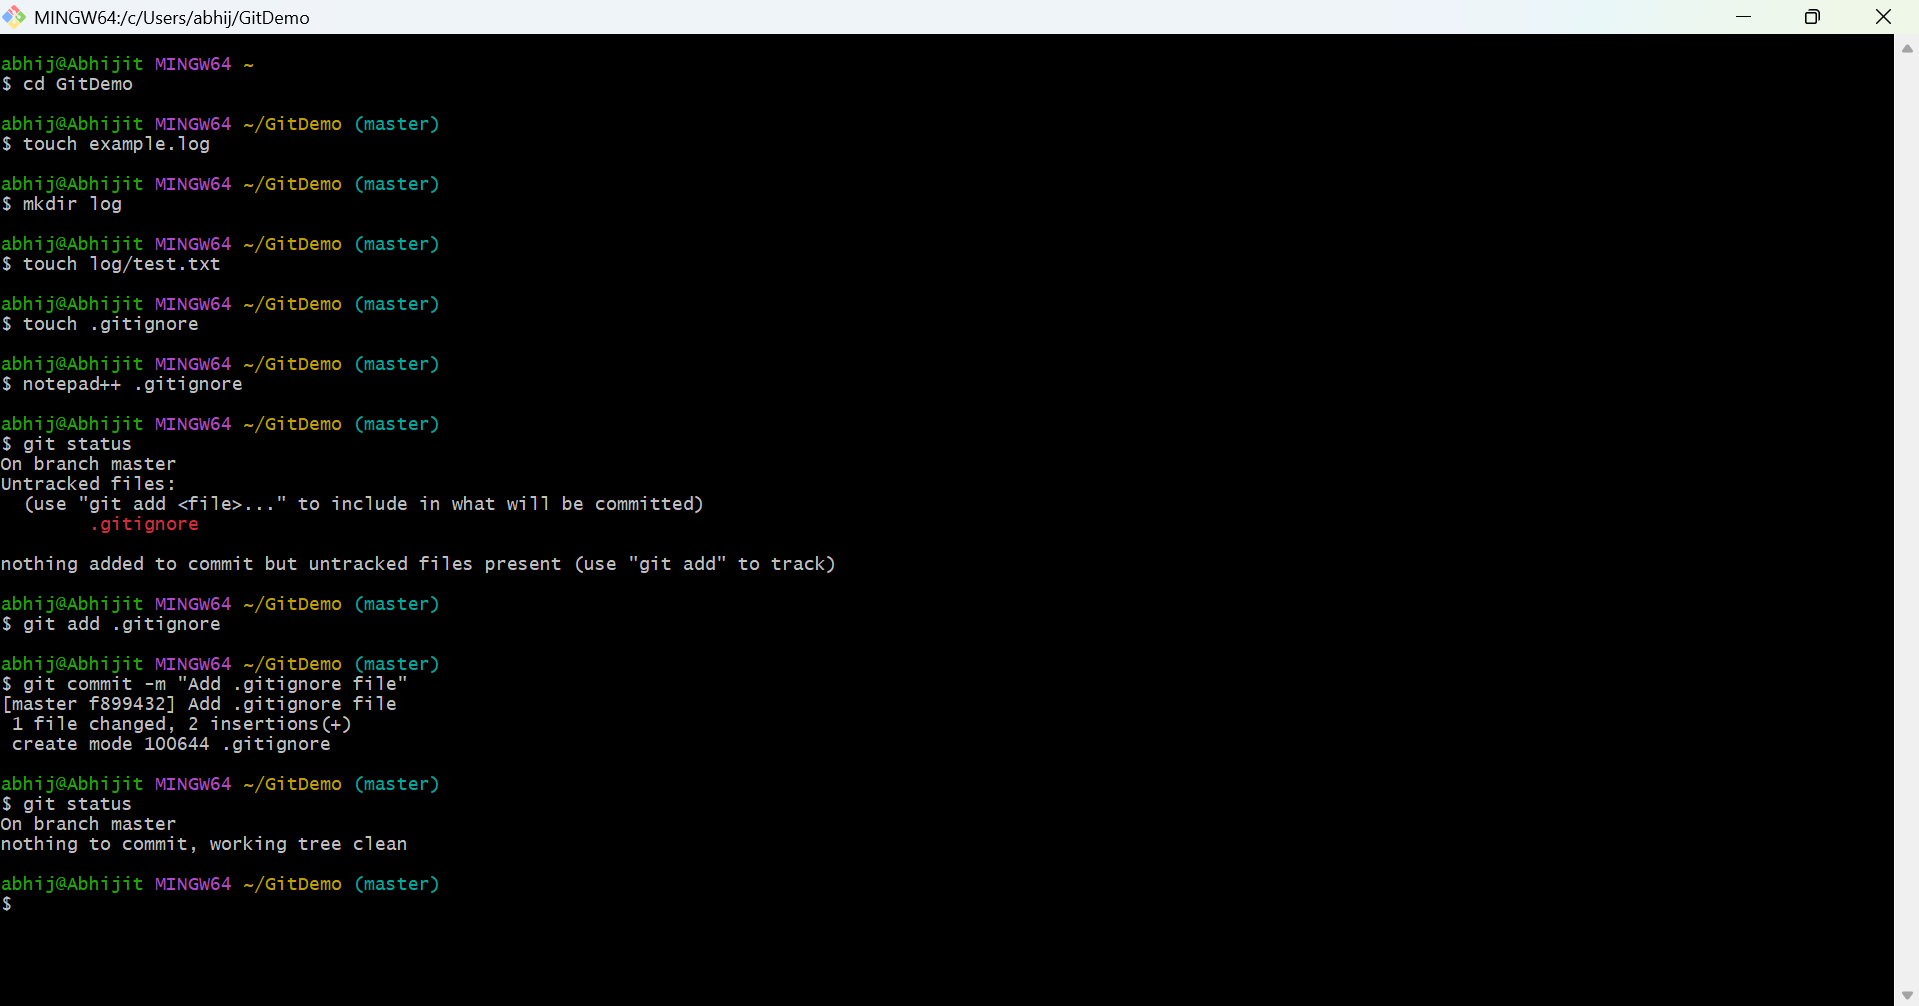 MINGW64:/c/Users/abhij/GitDemo
abhij@Abhijit MINGW64 ~
$ cd GitDemo
abhij@Abhijit MINGW64 ~/GitDemo (master)
$ touch example.log
abhij@Abhijit MINGW64 ~/GitDemo (master)
$ mkdir log
abhij@Abhijit MINGW64 ~/GitDemo (master)
$ touch log/test.txt
abhij@Abhijit MINGW64 ~/GitDemo (master)
$ touch .gitignore
abhij@Abhijit MINGW64 ~/GitDemo (master)
$ notepad++ .gitignore
abhij@Abhijit MINGW64 ~/GitDemo (master)
$ git status
On branch master
Untracked files:
  (use "git add <file>..." to include in what will be committed)
        .gitignore
nothing added to commit but untracked files present (use "git add" to track)
abhij@Abhijit MINGW64 ~/GitDemo (master)
$ git add .gitignore
abhij@Abhijit MINGW64 ~/GitDemo (master)
$ git commit -m "Add .gitignore file"
[master f899432] Add .gitignore file
 1 file changed, 2 insertions(+)
 create mode 100644 .gitignore
abhij@Abhijit MINGW64 ~/GitDemo (master)
$ git status
On branch master
nothing to commit, working tree clean
abhij@Abhijit MINGW64 ~/GitDemo (master)
$